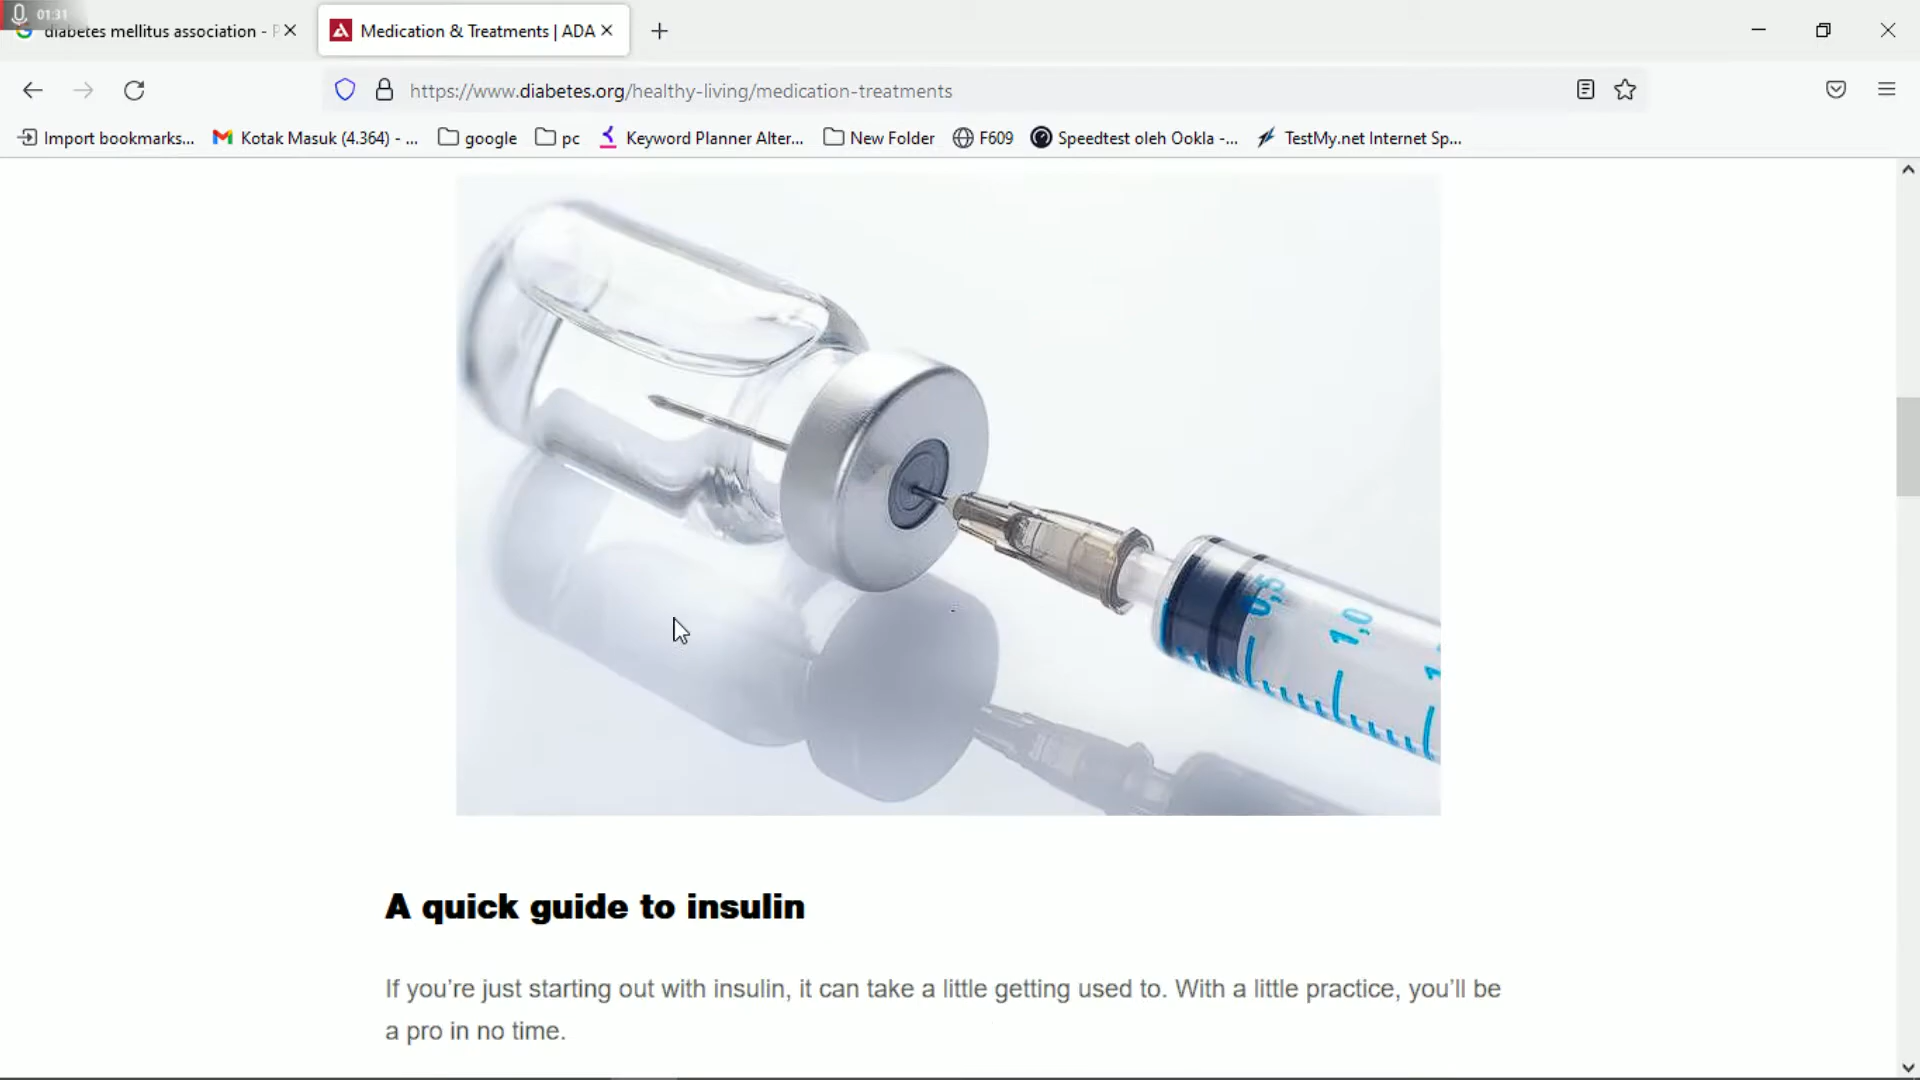 01:31
diabetes mellitus association - P
Medication & Treatments | ADA
https://www.diabetes.org/healthy-living/medication-treatments
Import bookmarks...
Kotak Masuk (4.364) - ...
google
pc
Keyword Planner Alter...
New Folder
F609
Speedtest oleh Ookla -...
TestMy.net Internet Sp...
0,5
1,0
A quick guide to insulin
If you’re just starting out with insulin, it can take a little getting used to. With a little practice, you’ll be
a pro in no time.